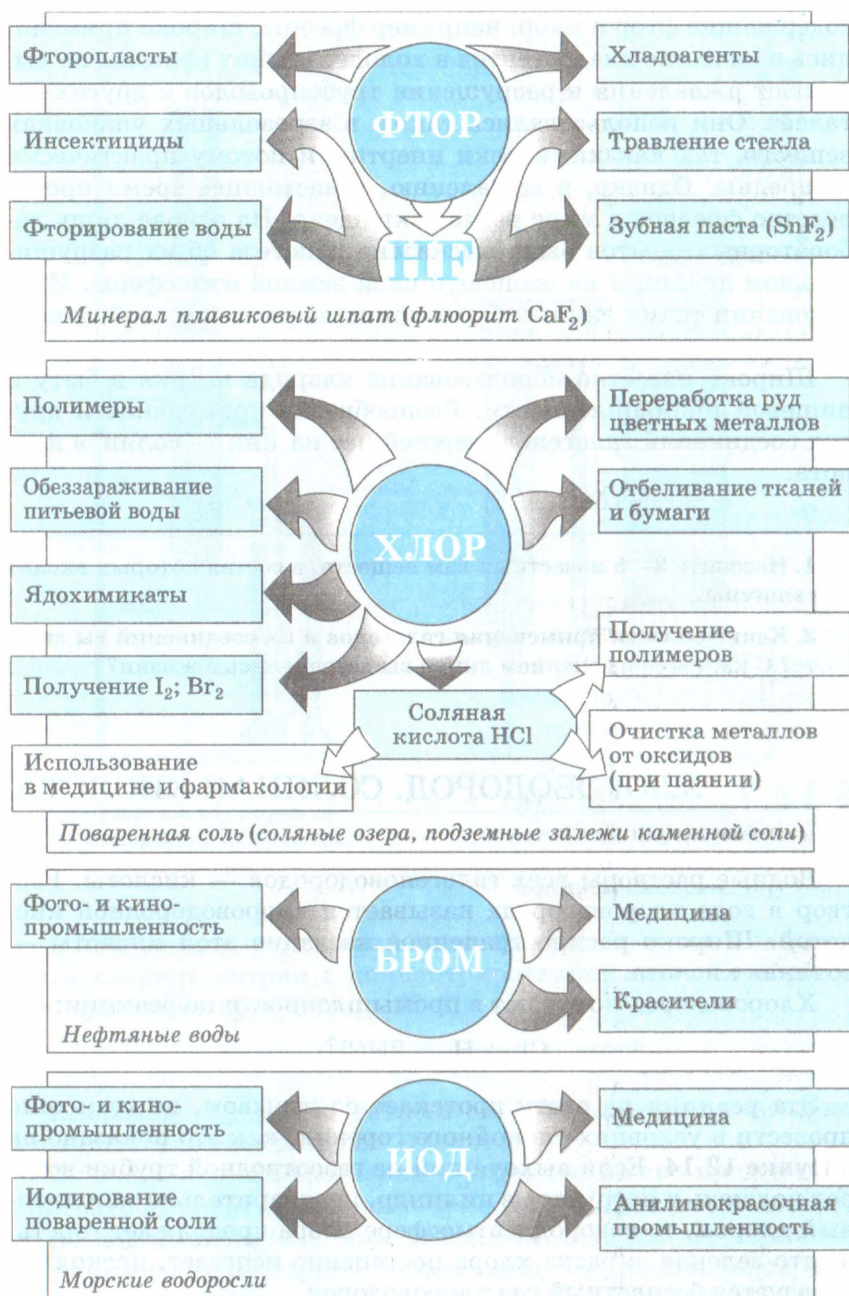 Фторопласты
Хладоагенты
ФТОР
Инсектициды
Травление стекла
Фторирование воды
Зубная паста (SnF₂)
HF
Минерал плавиковый шпат (флюорит CaF₂)
Полимеры
Переработка руд
цветных металлов
Обеззараживание
питьевой воды
Отбеливание тканей
и бумаги
ХЛОР
Ядохимикаты
Получение
полимеров
Получение I₂; Br₂
Соляная
кислота HCl
Очистка металлов
от оксидов
(при паянии)
Использование
в медицине и фармакологии
Поваренная соль (соляные озера, подземные залежи каменной соли)
Фото- и кино-
промышленность
БРОМ
Медицина
Красители
Нефтяные воды
Фото- и кино-
промышленность
ИОД
Медицина
Иодирование
поваренной соли
Анилинокрасочная
промышленность
Морские водоросли